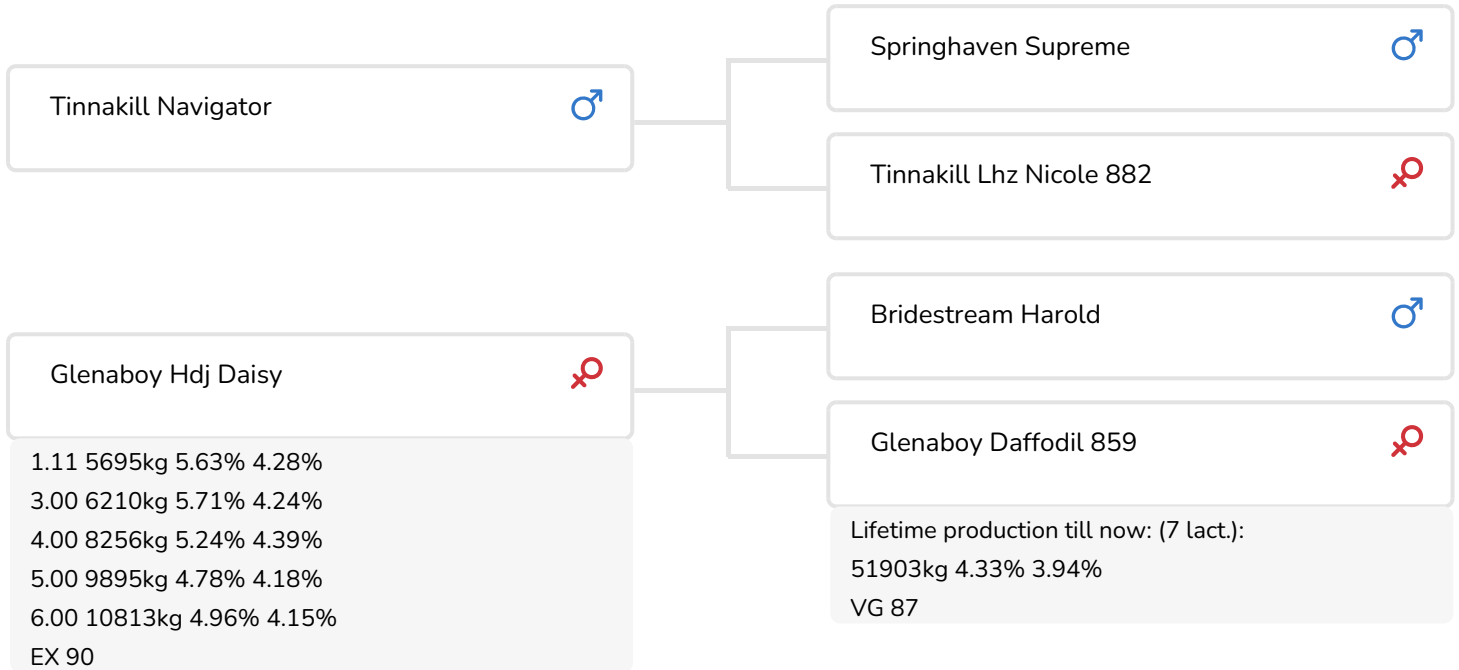 Springhaven Supreme
Tinnakill Navigator
Tinnakill Lhz Nicole 882
Bridestream Harold
Glenaboy Hdj Daisy
Glenaboy Daffodil 859
1.11 5695kg 5.63% 4.28%
3.00 6210kg 5.71% 4.24%
4.00 8256kg 5.24% 4.39%
5.00 9895kg 4.78% 4.18%
6.00 10813kg 4.96% 4.15%
EX 90
Lifetime production till now: (7 lact.):
51903kg 4.33% 3.94%
VG 87